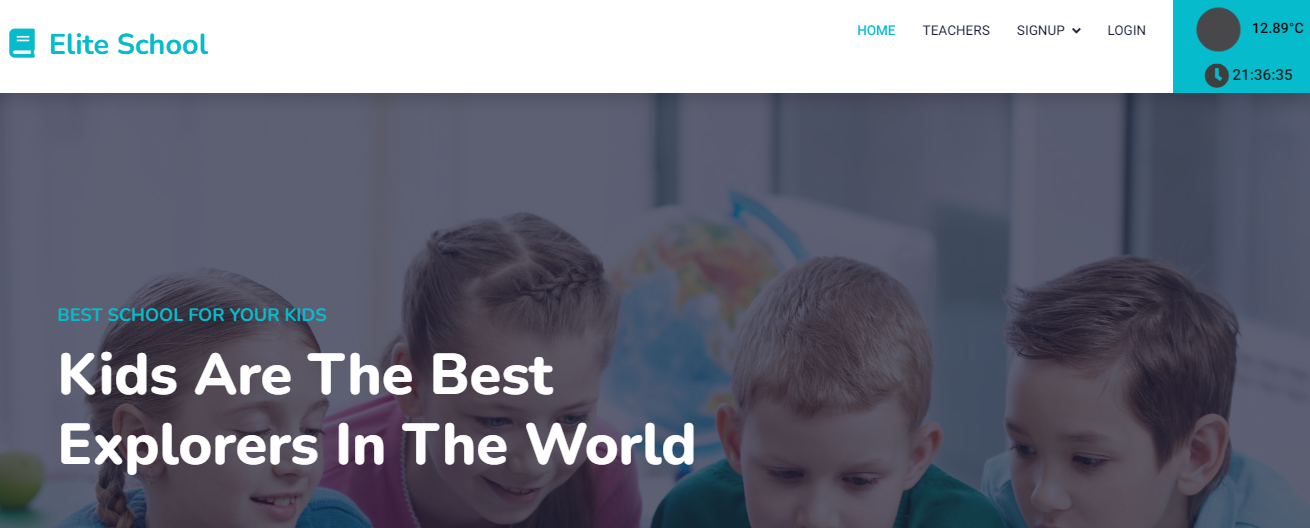 Elite School
HOME TEACHERS SIGNUP LOGIN
12.89°C
21:36:35
BEST SCHOOL FOR YOUR KIDS
Kids Are The Best
Explorers In The World